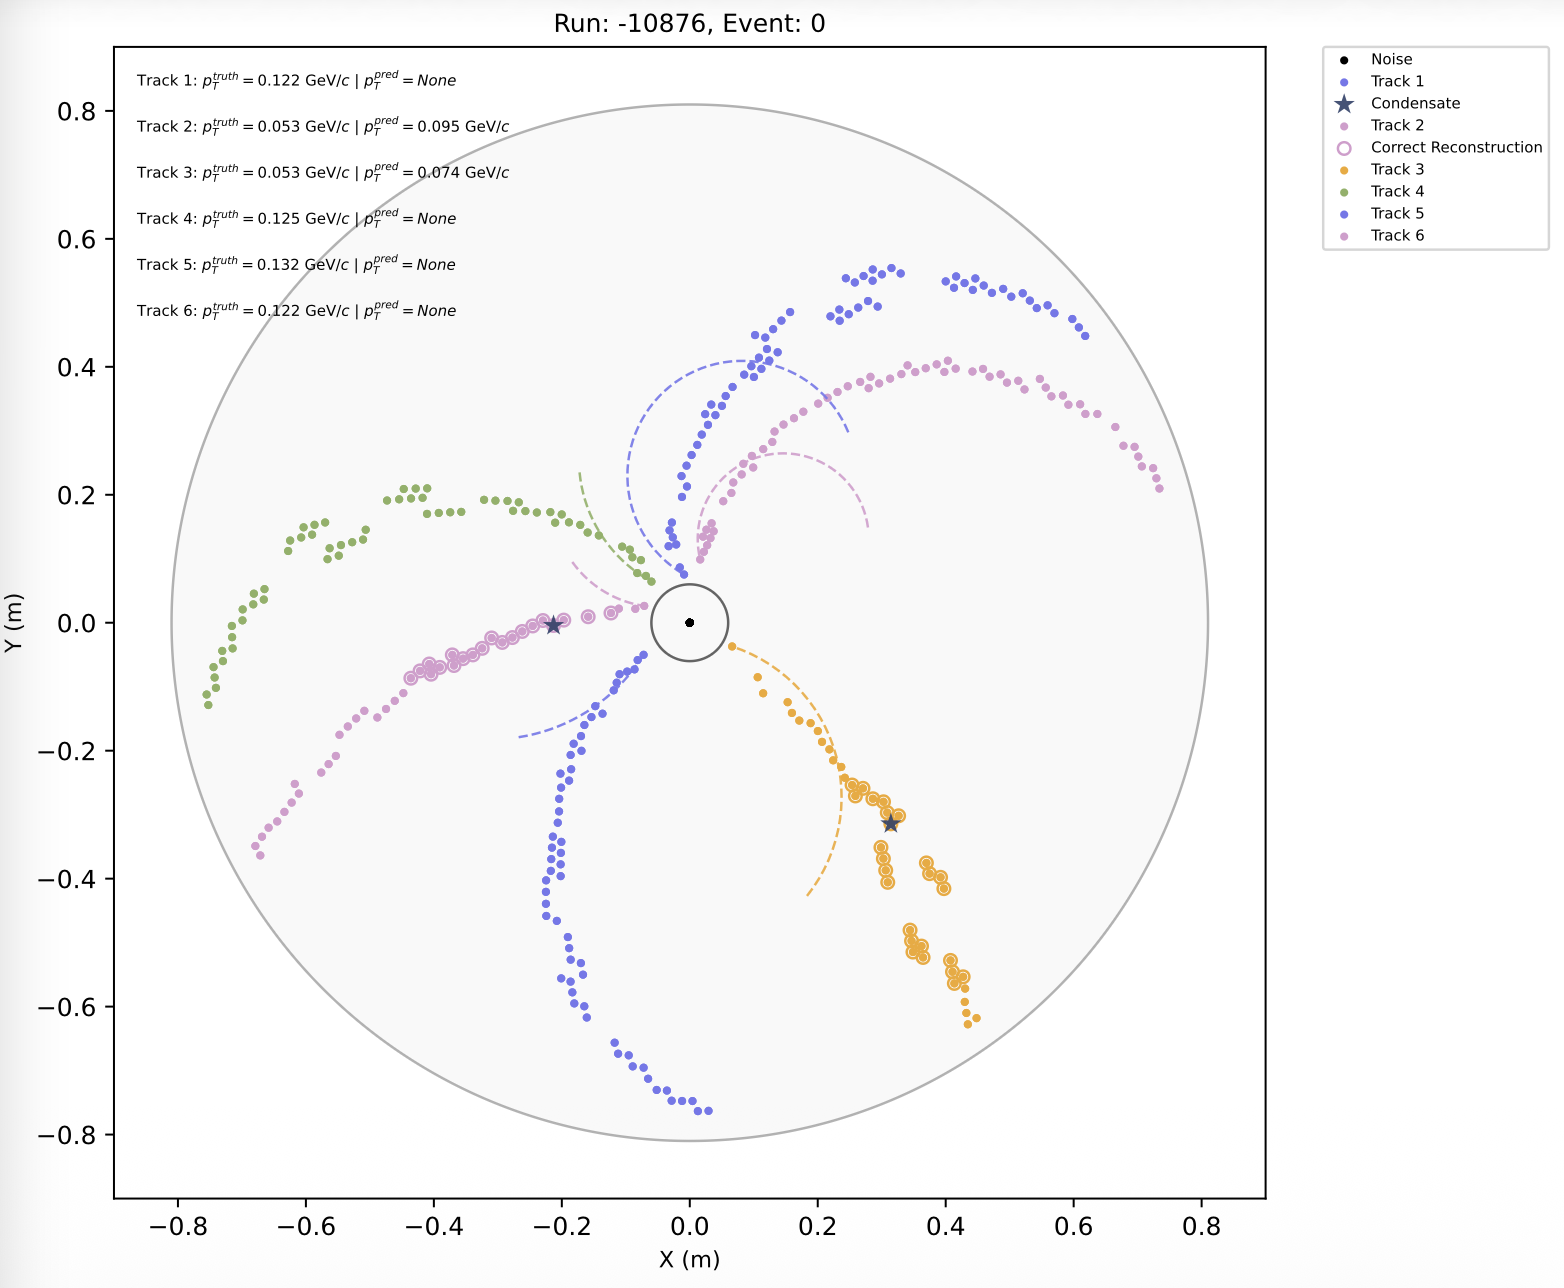 Run: -10876, Event: 0
Track 1: p_T^truth = 0.122 GeV/c | p_T^pred = None
Track 2: p_T^truth = 0.053 GeV/c | p_T^pred = 0.095 GeV/c
Track 3: p_T^truth = 0.053 GeV/c | p_T^pred = 0.074 GeV/c
Track 4: p_T^truth = 0.125 GeV/c | p_T^pred = None
Track 5: p_T^truth = 0.132 GeV/c | p_T^pred = None
Track 6: p_T^truth = 0.122 GeV/c | p_T^pred = None
Noise
Track 1
Condensate
Track 2
Correct Reconstruction
Track 3
Track 4
Track 5
Track 6
Y (m)
0.8
0.6
0.4
0.2
0.0
−0.2
−0.4
−0.6
−0.8
−0.8 −0.6 −0.4 −0.2 0.0 0.2 0.4 0.6 0.8
X (m)